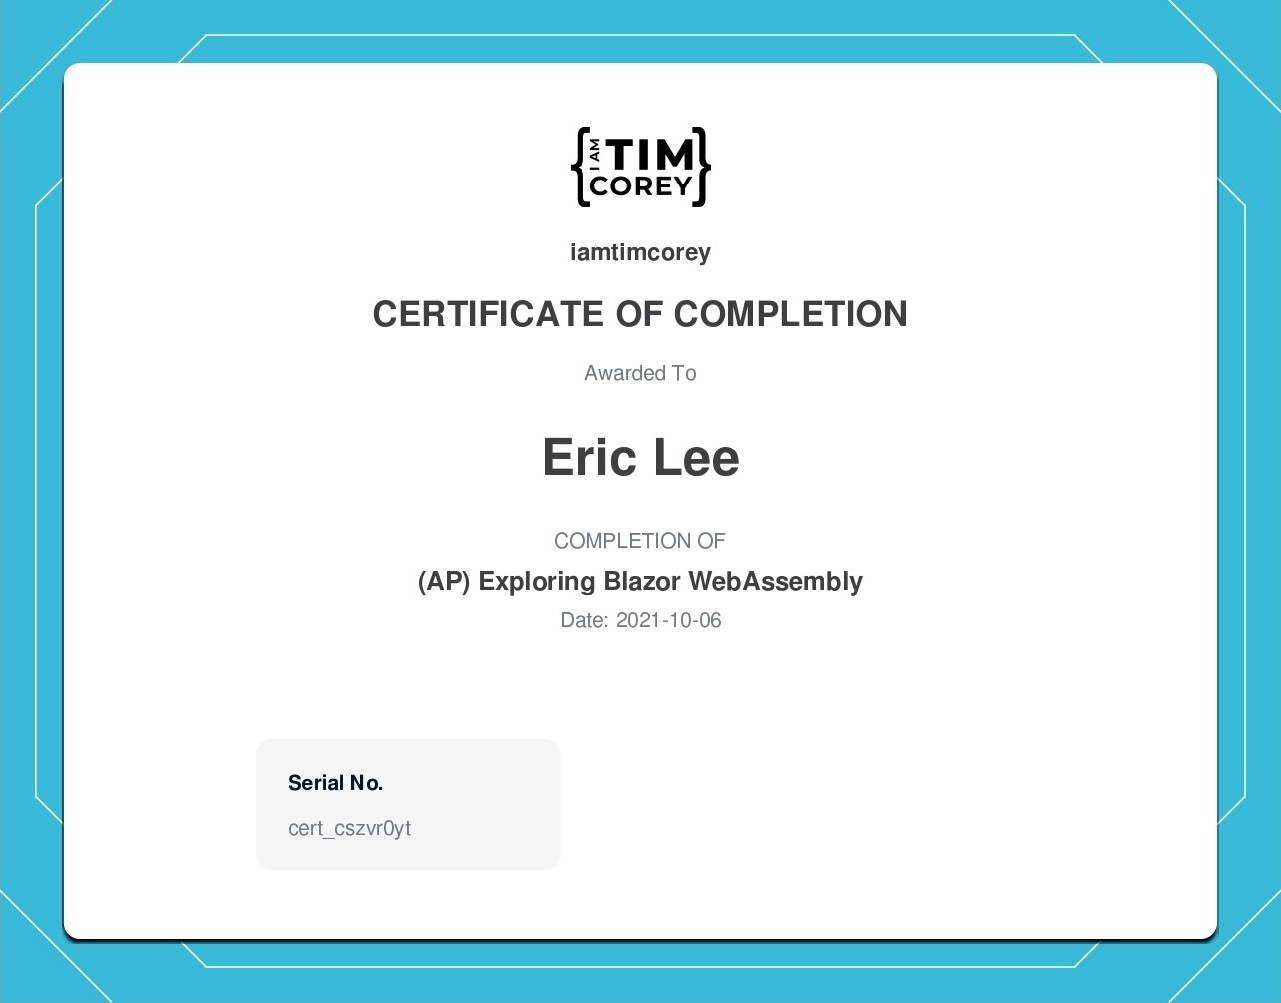 I AM TIM
COREY
iamtimcorey
CERTIFICATE OF COMPLETION
Awarded To
Eric Lee
COMPLETION OF
(AP) Exploring Blazor WebAssembly
Date: 2021-10-06
Serial No.
cert_cszvr0yt